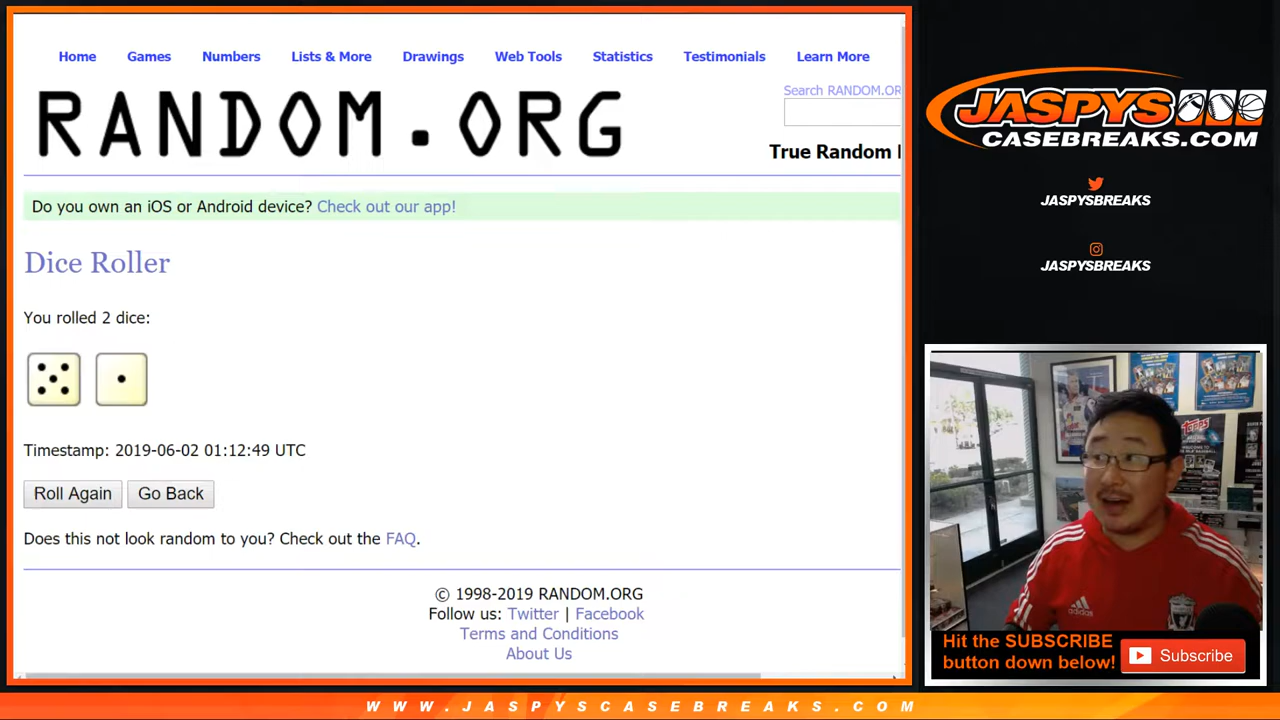 Home Games Numbers Lists & More Drawings Web Tools Statistics Testimonials Learn More
RANDOM.ORG
Search RANDOM.OR
True Random
Do you own an iOS or Android device? Check out our app!
Dice Roller
You rolled 2 dice:
Timestamp: 2019-06-02 01:12:49 UTC
Roll Again Go Back
Does this not look random to you? Check out the FAQ.
© 1998-2019 RANDOM.ORG
Follow us: Twitter | Facebook
Terms and Conditions
About Us
JASPYS
CASEBREAKS.COM
JASPYSBREAKS
JASPYSBREAKS
Topps
Hit the SUBSCRIBE
button down below!
Subscribe
WWW.JASPYSCASEBREAKS.COM